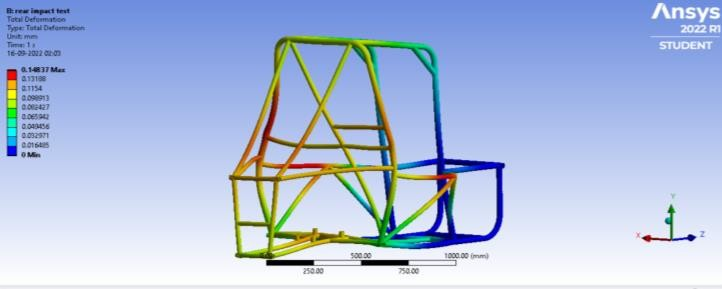 B: rear impact test
Total Deformation
Type: Total Deformation
Unit: mm
Time: 1 s
16-09-2022 02:03
0.14837 Max
0.13188
0.1154
0.098913
0.082427
0.065942
0.049456
0.032971
0.016485
0 Min
Ansys
2022 R1
STUDENT
Y
X
Z
0.00
500.00
1000.00 (mm)
250.00
750.00